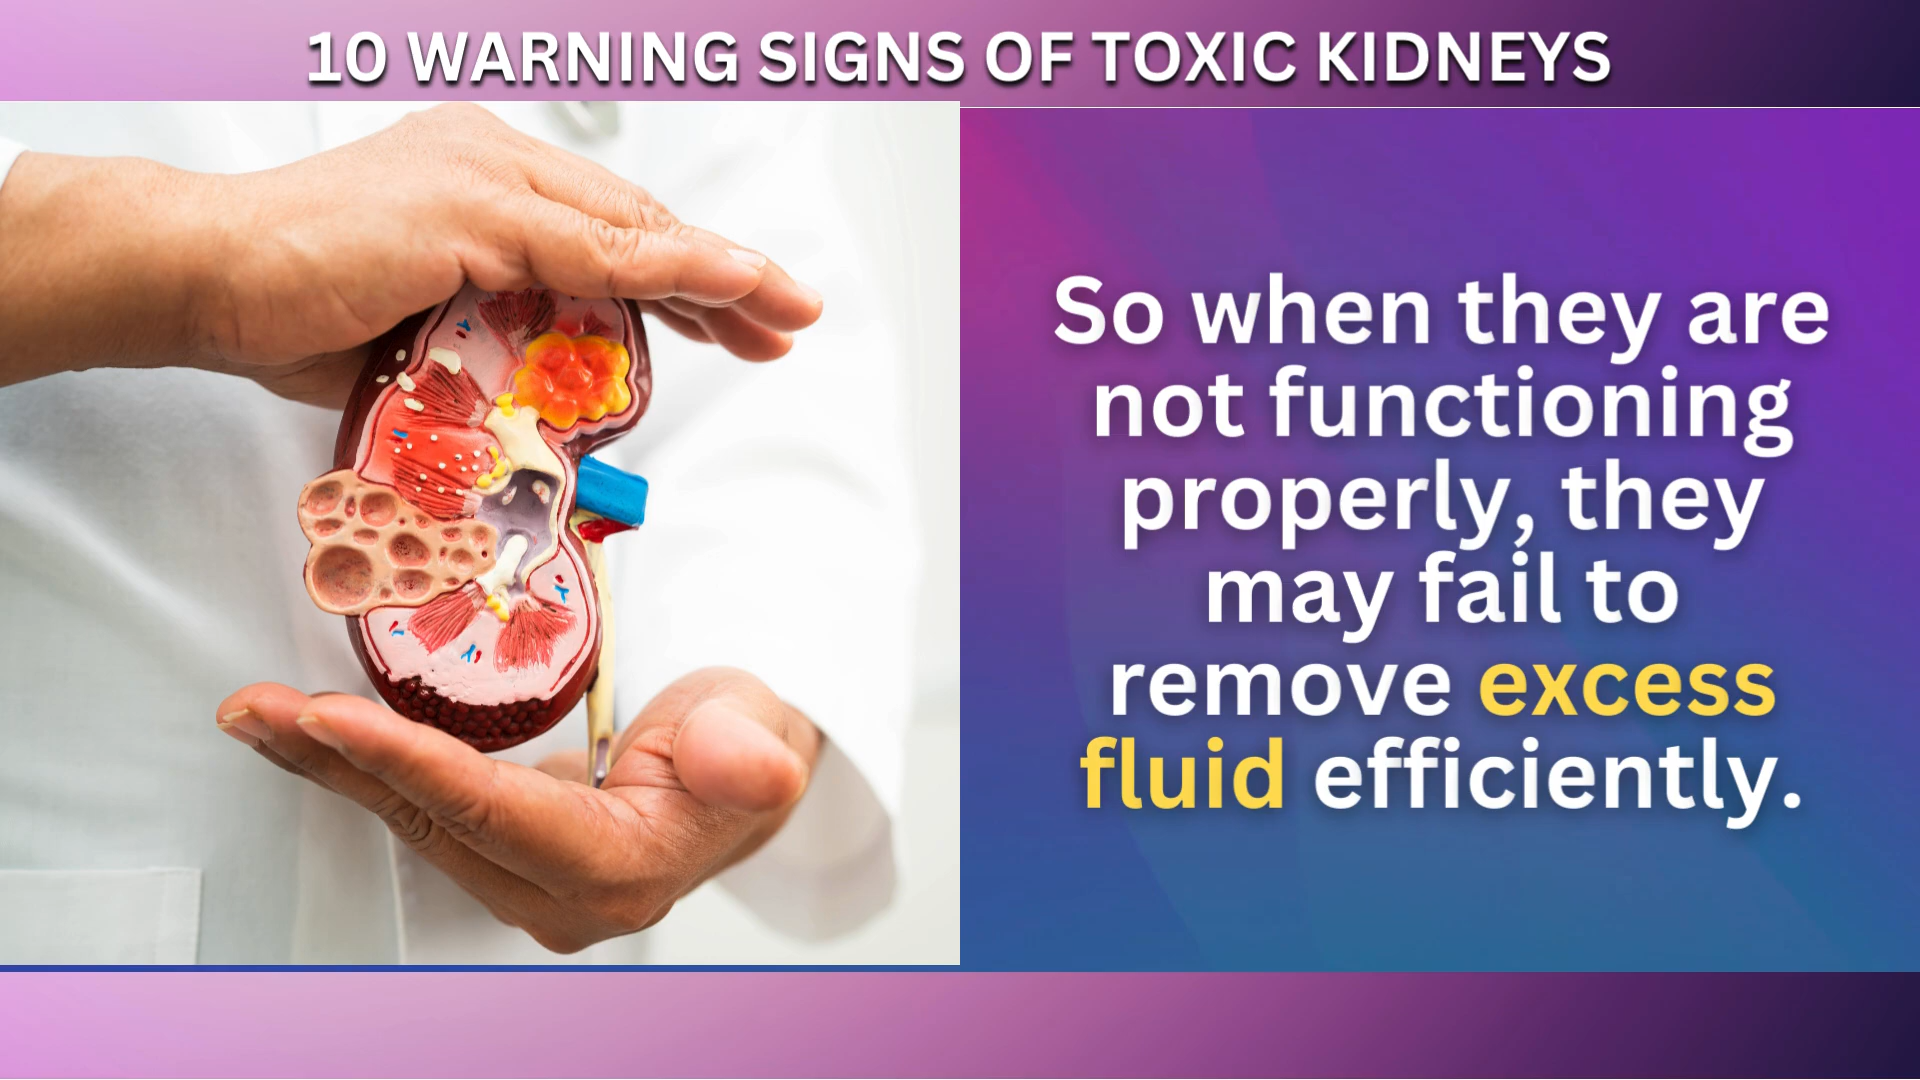 10 WARNING SIGNS OF TOXIC KIDNEYS
So when they are
not functioning
properly, they
may fail to
remove excess
fluid efficiently.